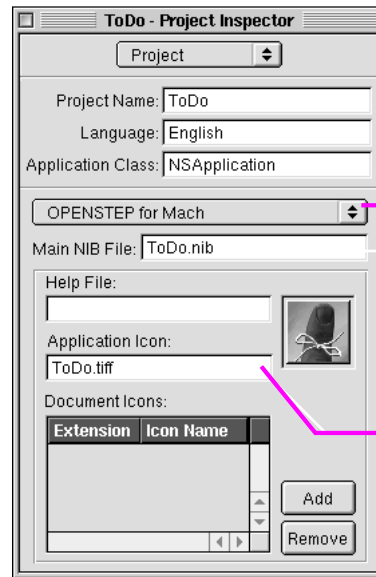 ToDo - Project Inspector
Project
Project Name: ToDo
Language: English
Application Class: NSApplication
OPENSTEP for Mach
Main NIB File: ToDo.nib
Help File:
Application Icon:
ToDo.tiff
Document Icons:
Extension Icon Name
Add
Remove